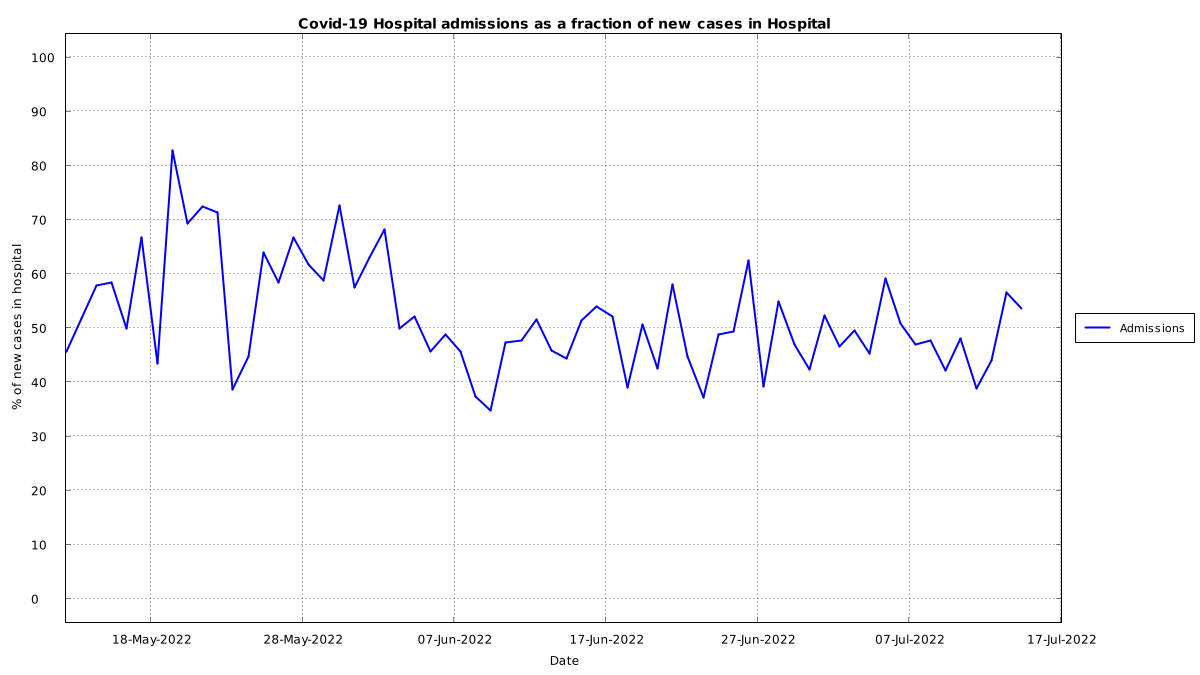 Covid-19 Hospital admissions as a fraction of new cases in Hospital
100
90
80
70
60
50
40
30
20
10
0
% of new cases in hospital
18-May-2022
28-May-2022
07-Jun-2022
17-Jun-2022
27-Jun-2022
07-Jul-2022
17-Jul-2022
Date
Admissions